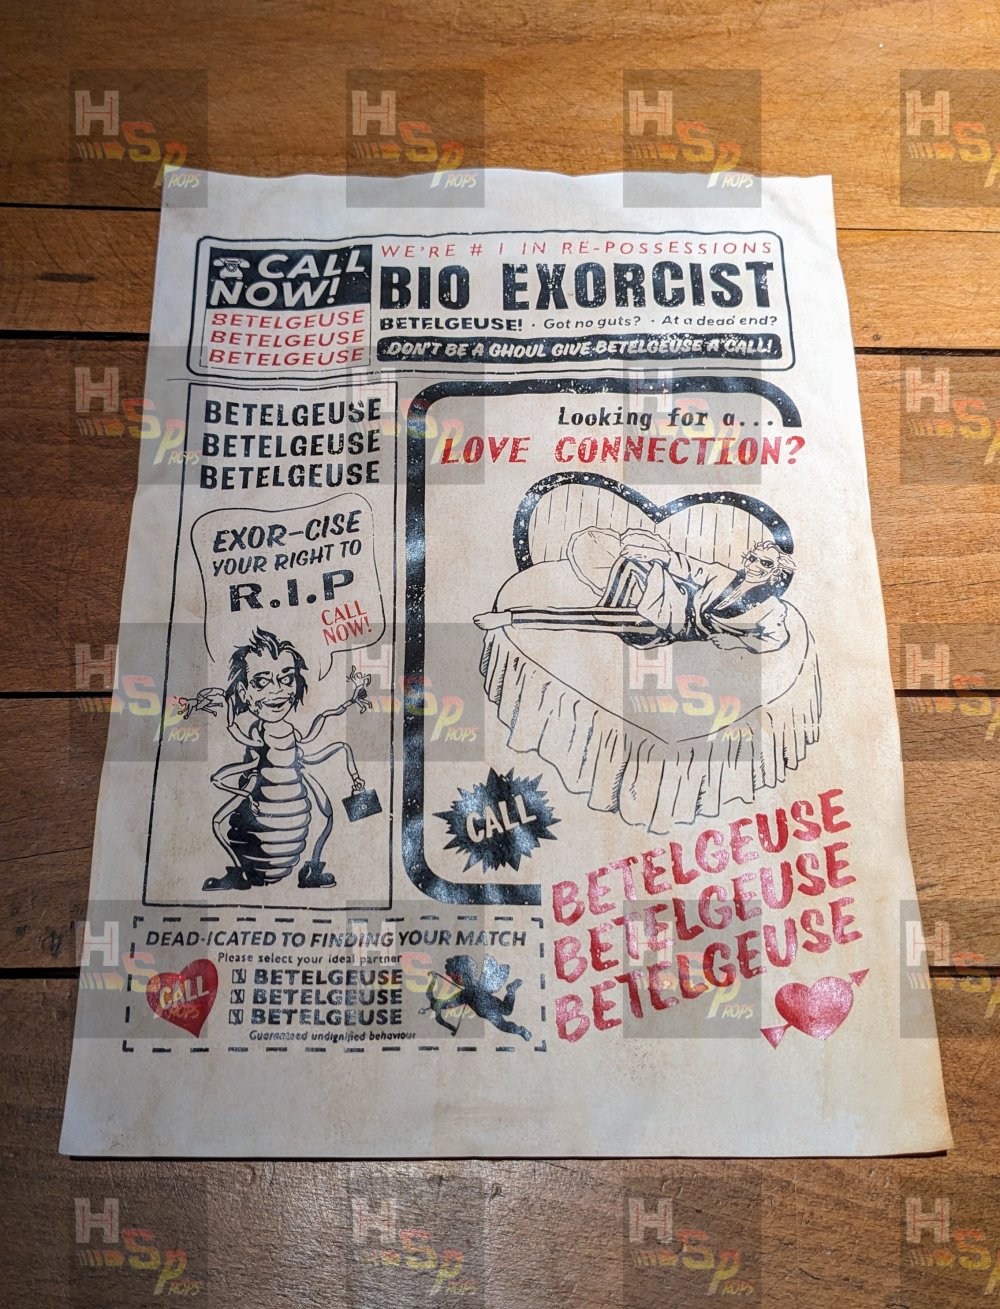 CALL
NOW!
BETELGEUSE
BETELGEUSE
BETELGEUSE
WE'RE # 1 IN RE-POSSESSIONS
BIO EXORCIST
BETELGEUSE! · Got no guts? · At a dead end?
DON'T BE A GHOUL GIVE BETELGEUSE A CALL!
BETELGEUSE
BETELGEUSE
BETELGEUSE
EXOR-CISE
YOUR RIGHT TO
R.I.P
CALL
NOW!
Looking for a...
LOVE CONNECTION?
CALL
BETELGEUSE
BETELGEUSE
BETELGEUSE
DEAD-ICATED TO FINDING YOUR MATCH
Please select your ideal partner
CALL
BETELGEUSE
BETELGEUSE
BETELGEUSE
Guaranteed undignified behaviour
HS PROPS